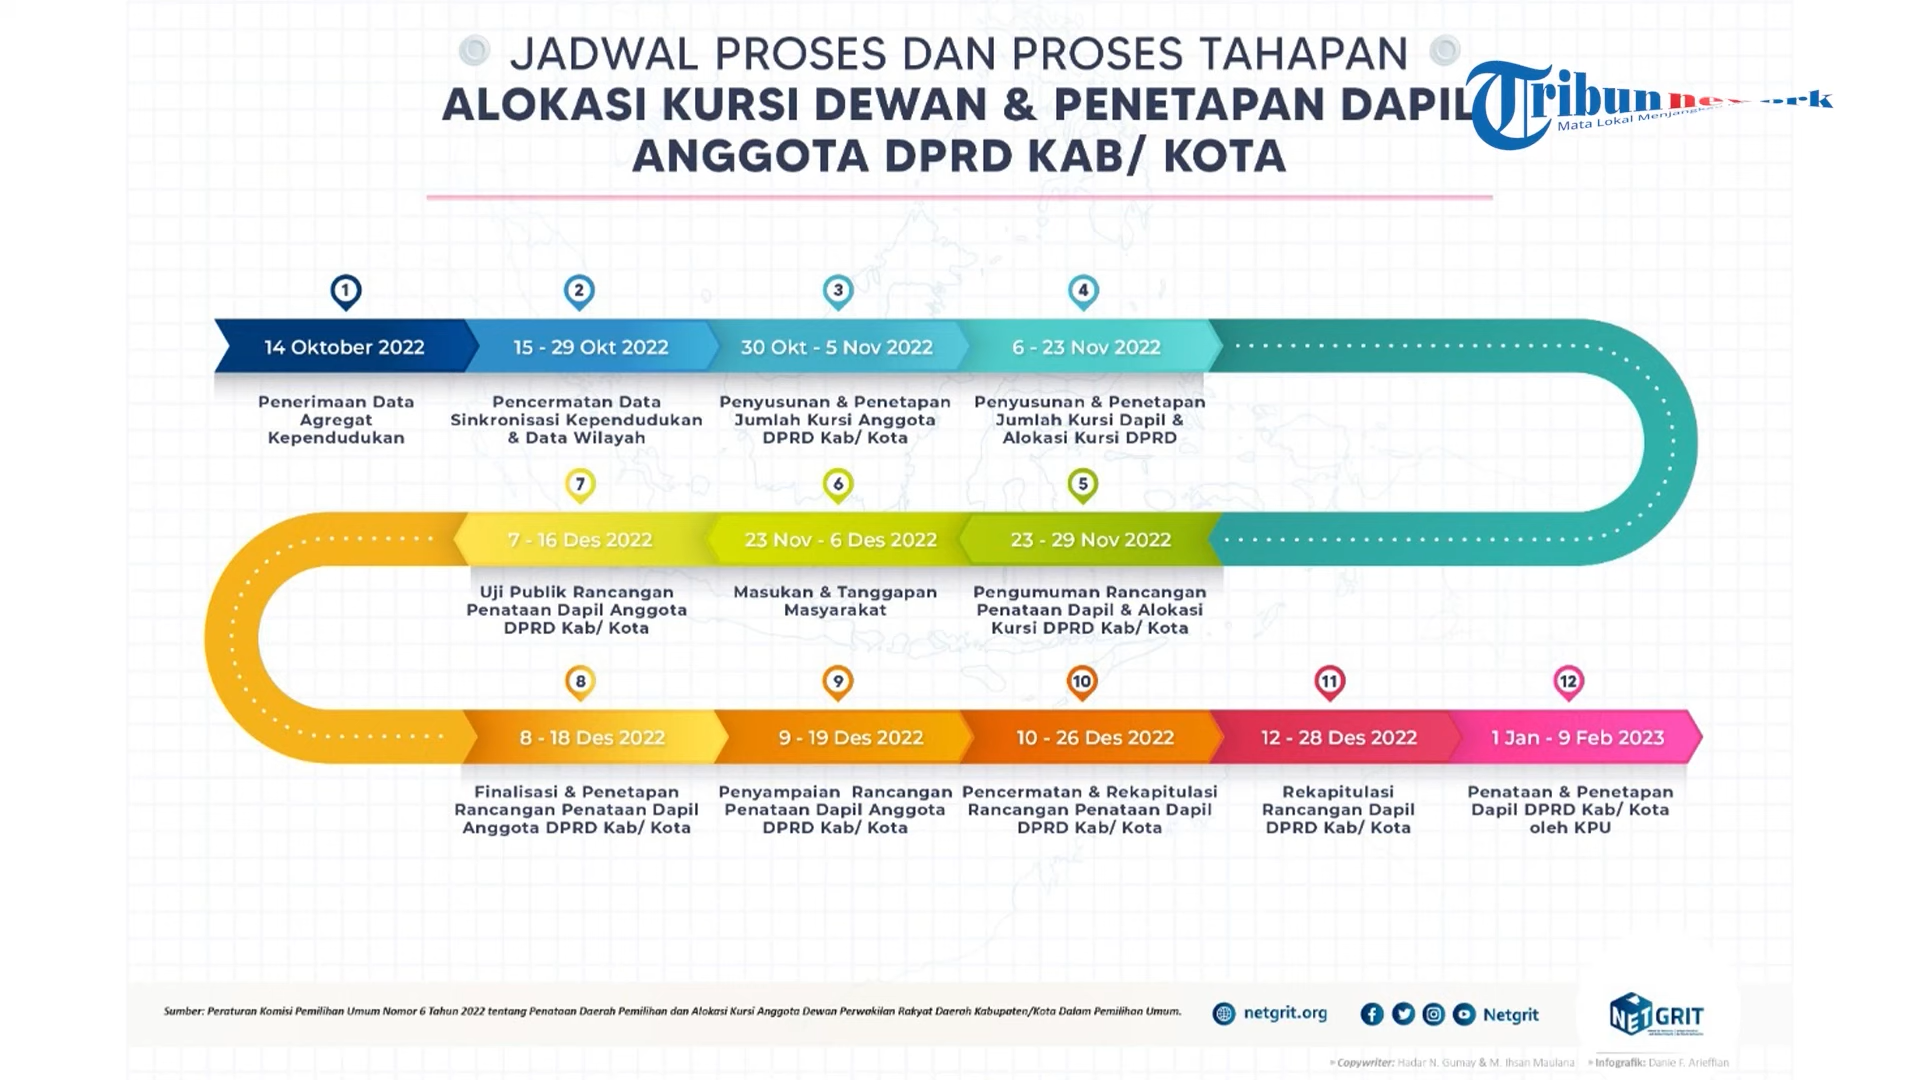 JADWAL PROSES DAN PROSES TAHAPAN
ALOKASI KURSI DEWAN & PENETAPAN DAPIL
ANGGOTA DPRD KAB/ KOTA
Tribun network
Mata Lokal
1
2
3
4
14 Oktober 2022
15 - 29 Okt 2022
30 Okt - 5 Nov 2022
6 - 23 Nov 2022
Penerimaan Data
Agregat
Kependudukan
Pencermatan Data
Sinkronisasi Kependudukan
& Data Wilayah
Penyusunan & Penetapan
Jumlah Kursi Anggota
DPRD Kab/ Kota
Penyusunan & Penetapan
Jumlah Kursi Dapil &
Alokasi Kursi DPRD
7
6
5
7 - 16 Des 2022
23 Nov - 6 Des 2022
23 - 29 Nov 2022
Uji Publik Rancangan
Penataan Dapil Anggota
DPRD Kab/ Kota
Masukan & Tanggapan
Masyarakat
Pengumuman Rancangan
Penataan Dapil & Alokasi
Kursi DPRD Kab/ Kota
8
9
10
11
12
8 - 18 Des 2022
9 - 19 Des 2022
10 - 26 Des 2022
12 - 28 Des 2022
1 Jan - 9 Feb 2023
Finalisasi & Penetapan
Rancangan Penataan Dapil
Anggota DPRD Kab/ Kota
Penyampaian Rancangan
Penataan Dapil Anggota
DPRD Kab/ Kota
Pencermatan & Rekapitulasi
Rancangan Penataan Dapil
DPRD Kab/ Kota
Rekapitulasi
Rancangan Dapil
DPRD Kab/ Kota
Penataan & Penetapan
Dapil DPRD Kab/ Kota
oleh KPU
Sumber: Peraturan Komisi Pemilihan Umum Nomor 6 Tahun 2022 tentang Penataan Daerah Pemilihan dan Alokasi Kursi Anggota Dewan Perwakilan Rakyat Daerah Kabupaten/Kota Dalam Pemilihan Umum.
netgrit.org
Netgrit
NETGRIT
Copywriter: Hadar N. Gumay & M. Ihsan Maulana
Infografik: Danie F. Arieffian